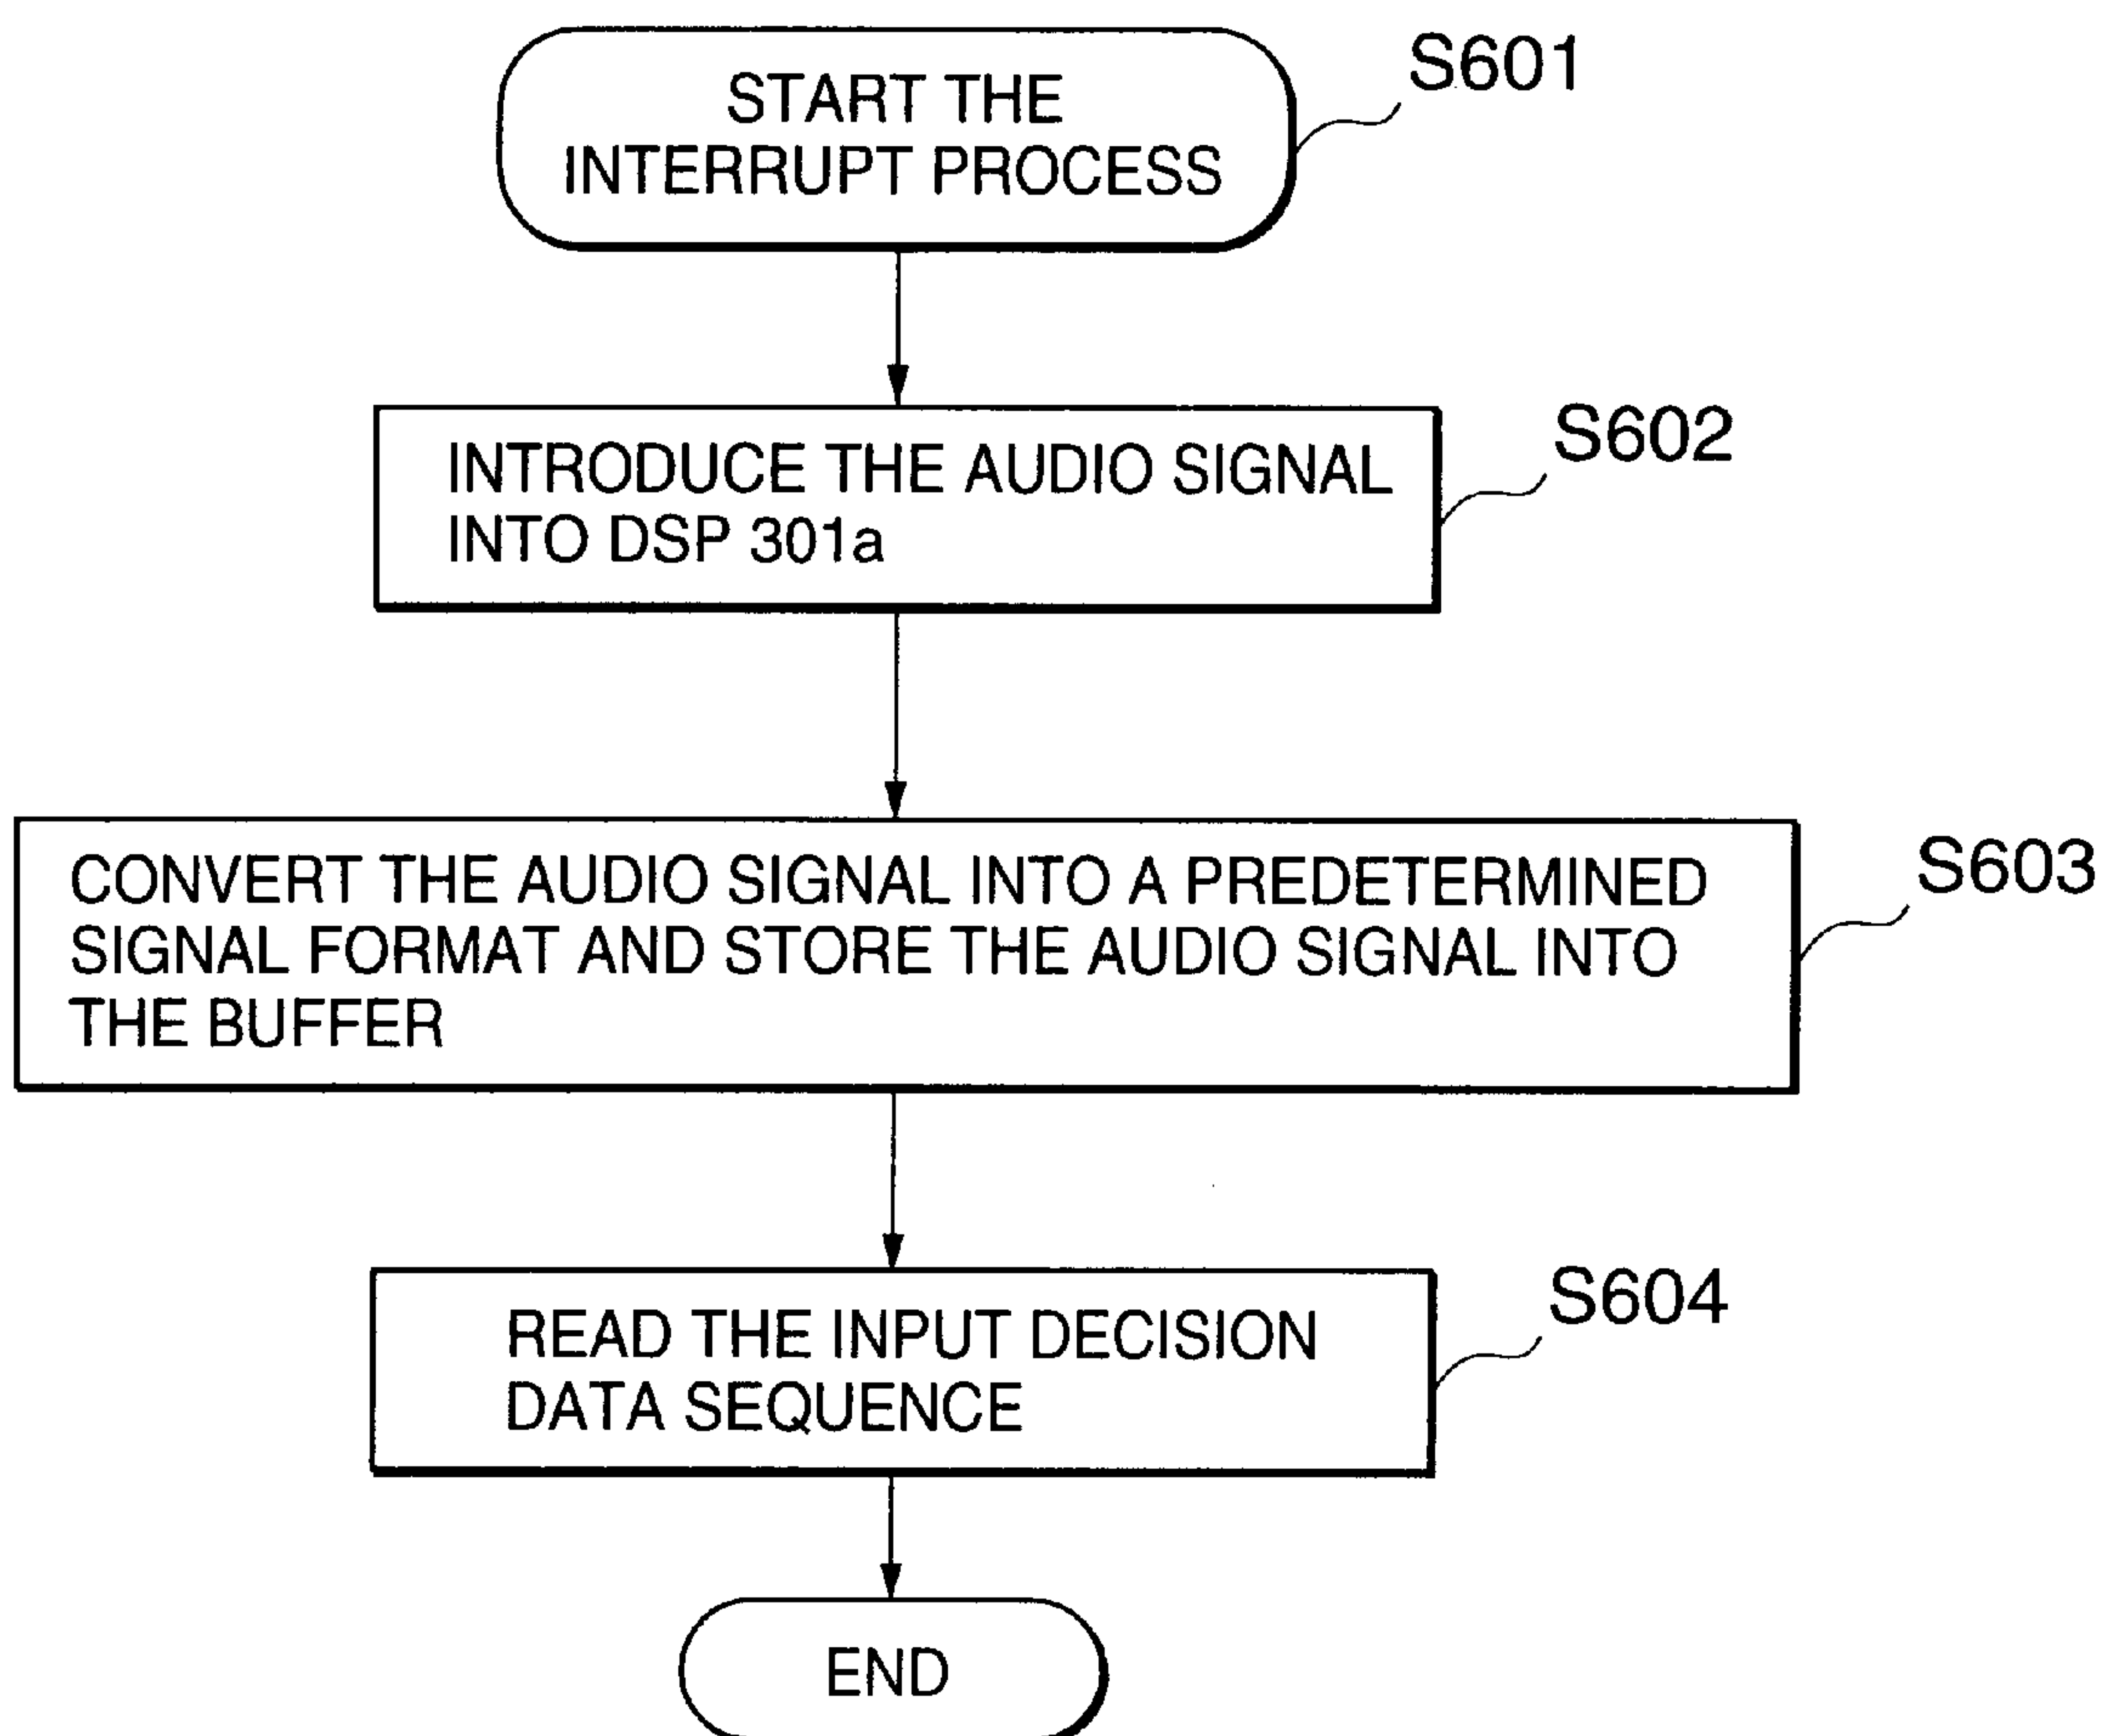 START THE
INTERRUPT PROCESS
S601
INTRODUCE THE AUDIO SIGNAL
INTO DSP 301a
S602
CONVERT THE AUDIO SIGNAL INTO A PREDETERMINED
SIGNAL FORMAT AND STORE THE AUDIO SIGNAL INTO
THE BUFFER
S603
READ THE INPUT DECISION
DATA SEQUENCE
S604
END